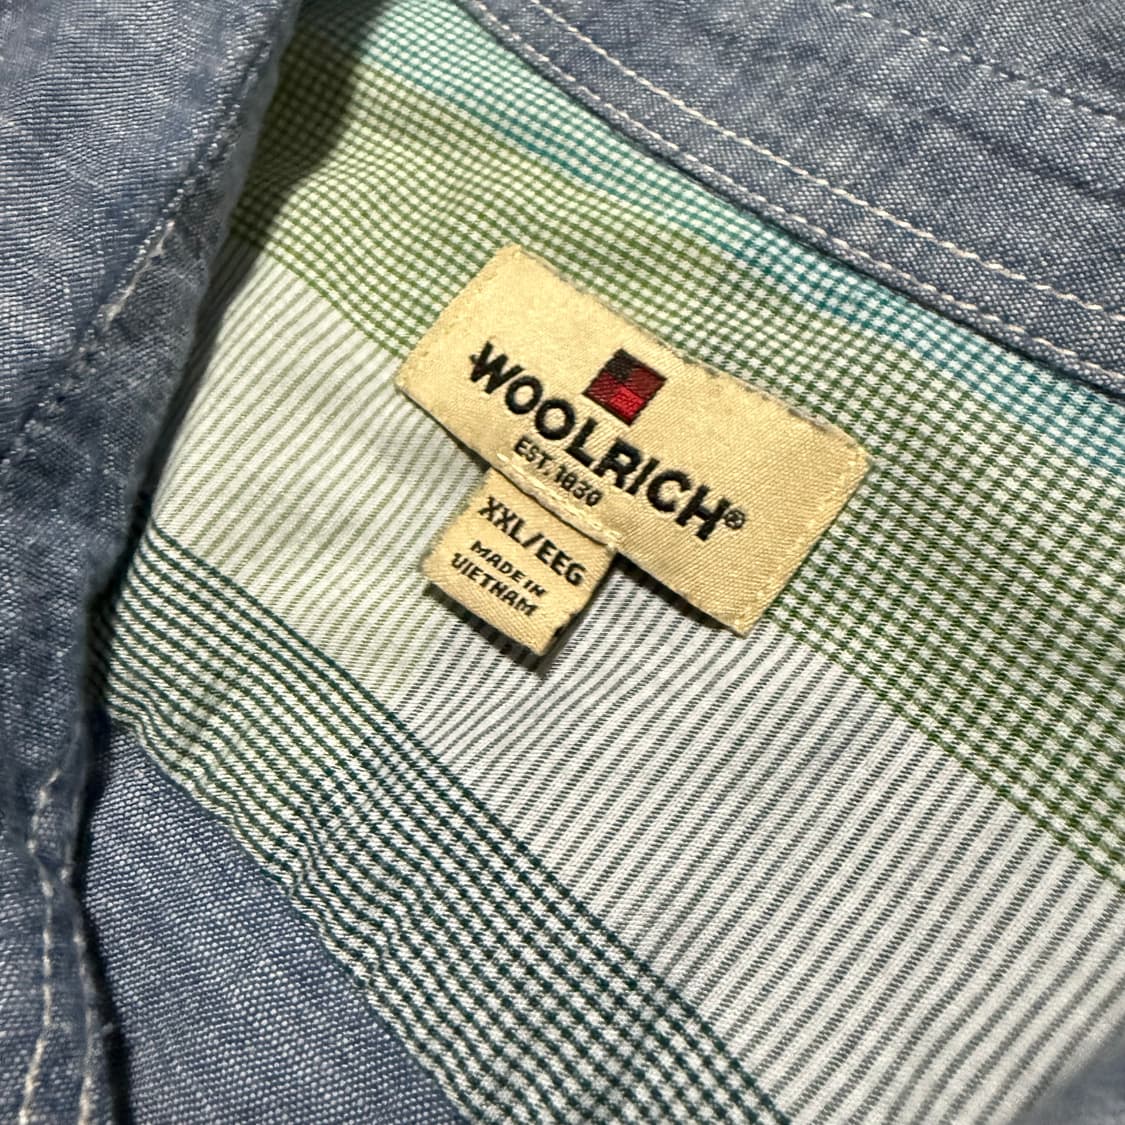 WOOLRICH®
EST. 1830
XXL/EEG
MADE IN
VIETNAM